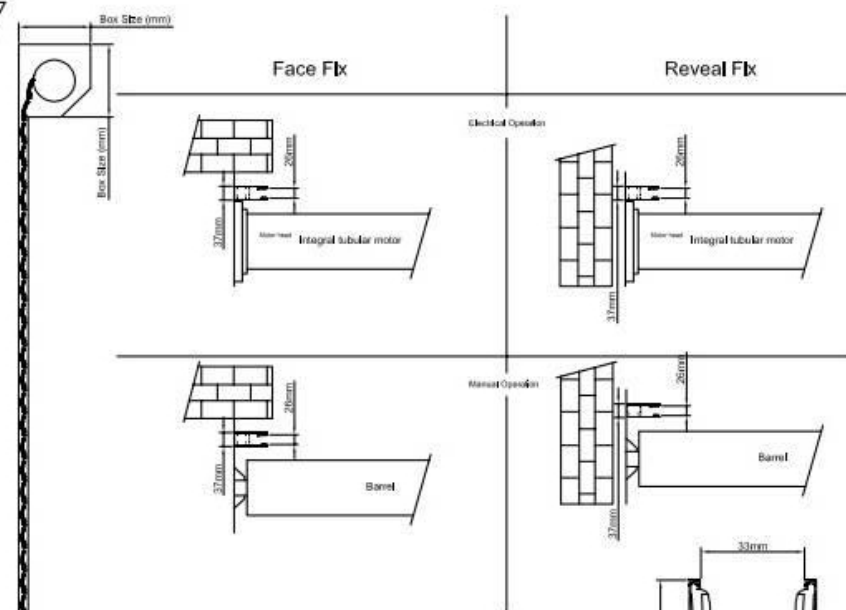 7
Box Size (mm)
Box Size (mm)
Face Fix
Reveal Fix
Electrical Operation
26mm
37mm
Motor head
Integral tubular motor
26mm
37mm
Motor head
Integral tubular motor
Manual Operation
26mm
37mm
Barrel
26mm
37mm
Barrel
33mm